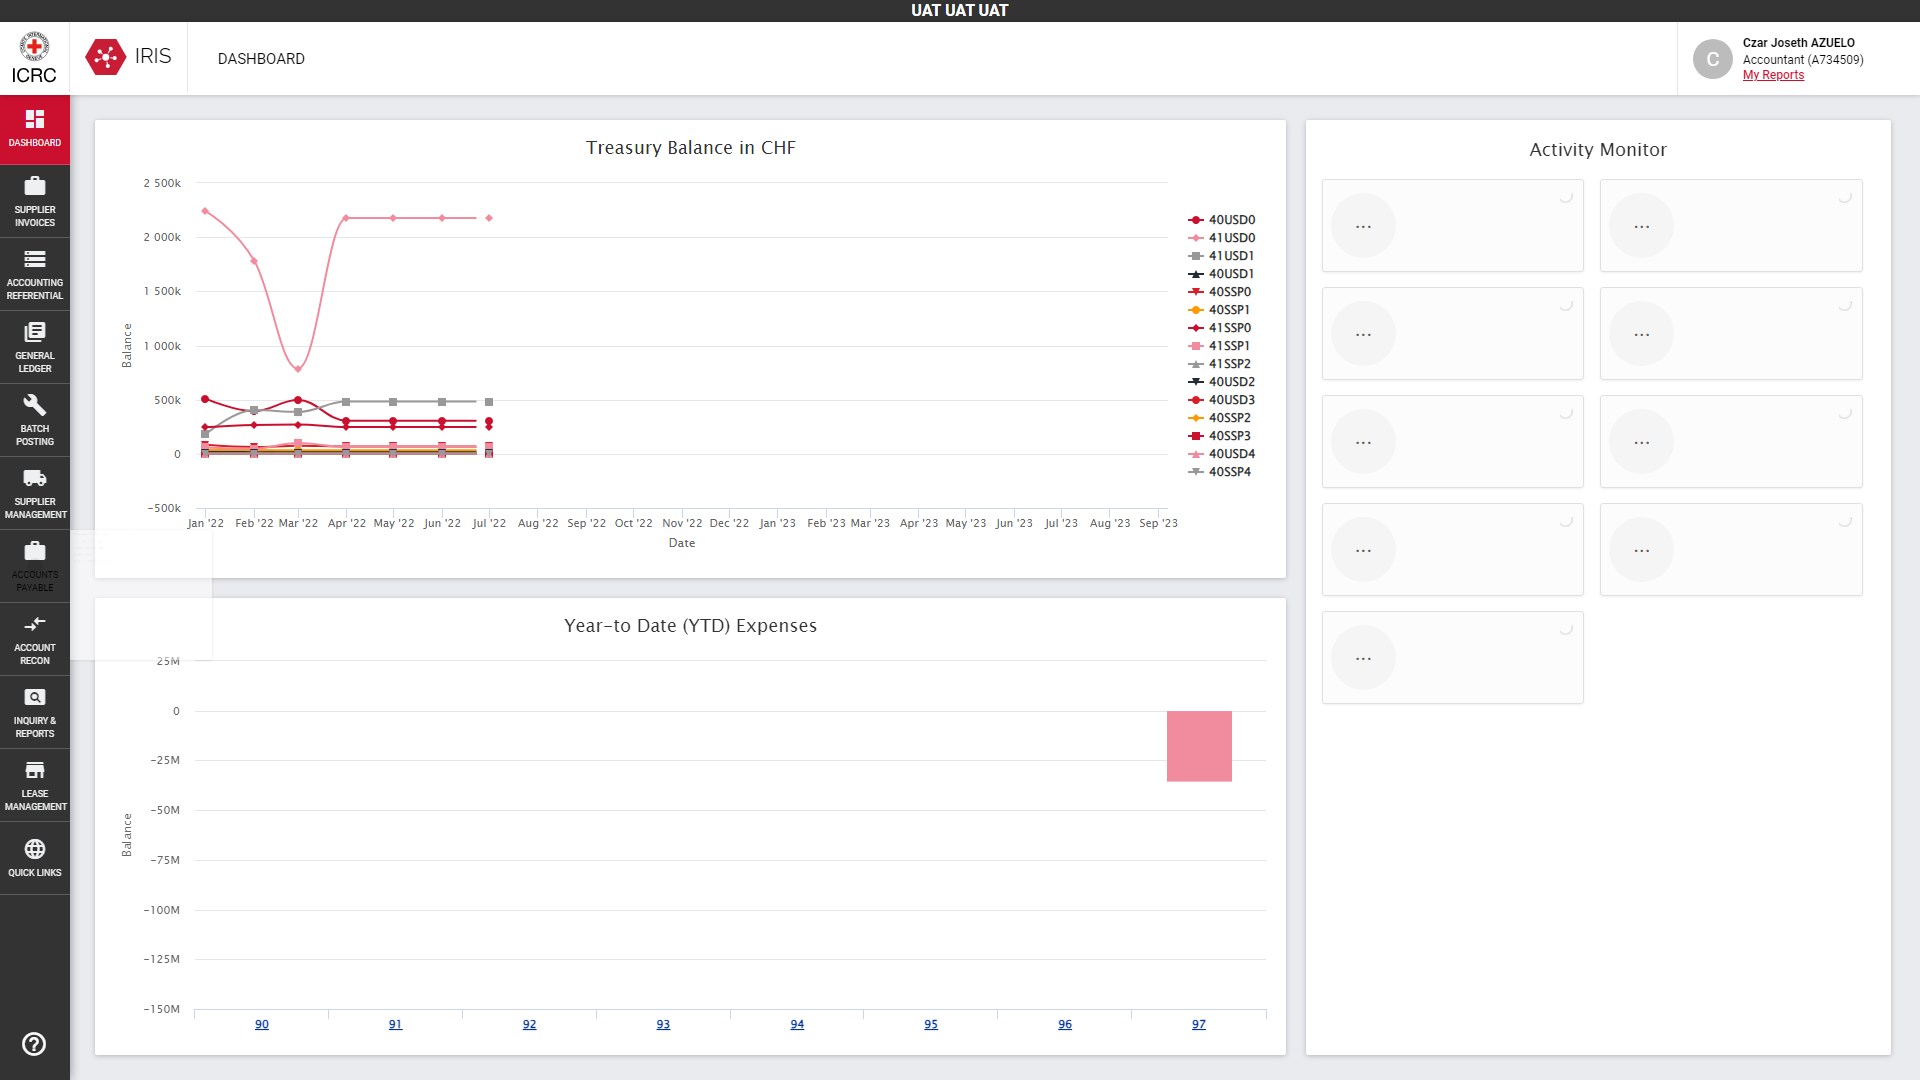 UAT UAT UAT
ICRC
IRIS
DASHBOARD
Czar Joseth AZUELO
Accountant (A734509)
My Reports
DASHBOARD
SUPPLIER
INVOICES
ACCOUNTING
REFERENTIAL
GENERAL
LEDGER
BATCH
POSTING
SUPPLIER
MANAGEMENT
ACCOUNTS
PAYABLE
ACCOUNT
RECON
INQUIRY &
REPORTS
LEASE
MANAGEMENT
QUICK LINKS
Treasury Balance in CHF
2 500k
2 000k
1 500k
1 000k
500k
0
−500k
Balance
Jan '22 Feb '22 Mar '22 Apr '22 May '22 Jun '22 Jul '22 Aug '22 Sep '22 Oct '22 Nov '22 Dec '22 Jan '23 Feb '23 Mar '23 Apr '23 May '23 Jun '23 Jul '23 Aug '23 Sep '23
Date
40USD0
41USD0
41USD1
40USD1
40SSP0
40SSP1
41SSP0
41SSP1
41SSP2
40USD2
40USD3
40SSP2
40SSP3
40USD4
40SSP4
Year−to Date (YTD) Expenses
25M
0
−25M
−50M
−75M
−100M
−125M
−150M
Balance
90 91 92 93 94 95 96 97
Activity Monitor
... ...
... ...
... ...
... ...
...